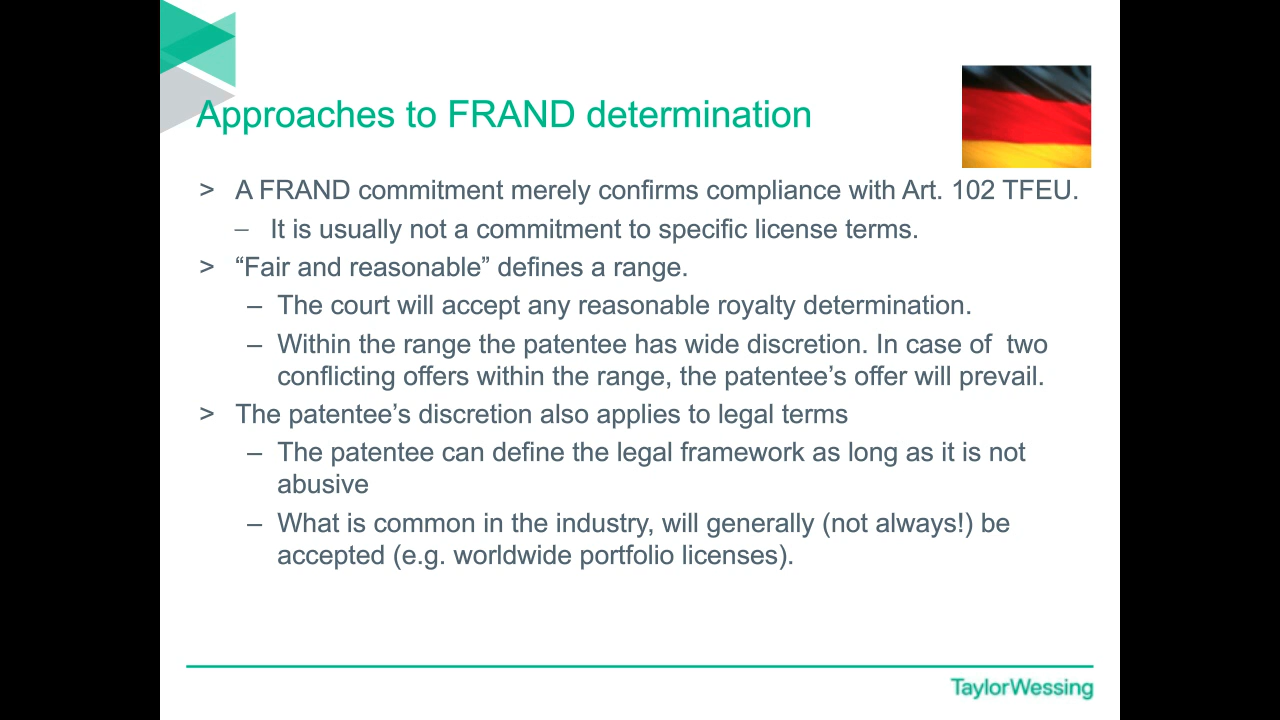 Approaches to FRAND determination
> A FRAND commitment merely confirms compliance with Art. 102 TFEU.
– It is usually not a commitment to specific license terms.
> “Fair and reasonable” defines a range.
– The court will accept any reasonable royalty determination.
– Within the range the patentee has wide discretion. In case of  two
conflicting offers within the range, the patentee’s offer will prevail.
> The patentee’s discretion also applies to legal terms
– The patentee can define the legal framework as long as it is not
abusive
– What is common in the industry, will generally (not always!) be
accepted (e.g. worldwide portfolio licenses).
TaylorWessing